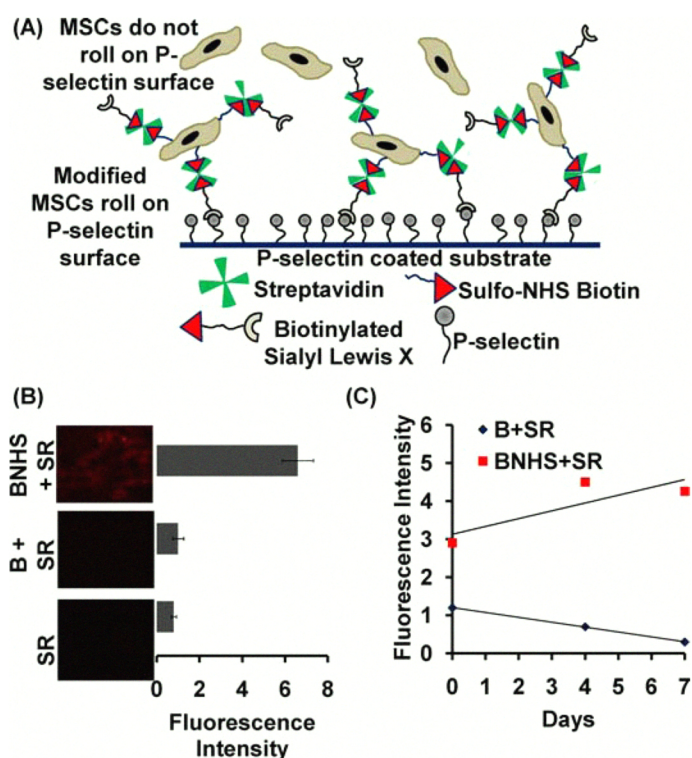 (A)
MSCs do not
roll on P-
selectin surface
Modified
MSCs roll on
P-selectin
surface
P-selectin coated substrate
Streptavidin
Sulfo-NHS Biotin
Biotinylated
Sialyl Lewis X
P-selectin
(B)
BNHS
+ SR
B +
SR
SR
0 2 4 6 8
Fluorescence
Intensity
(C)
Fluorescence Intensity
6
5
4
3
2
1
0
B+SR
BNHS+SR
0 1 2 3 4 5 6 7
Days